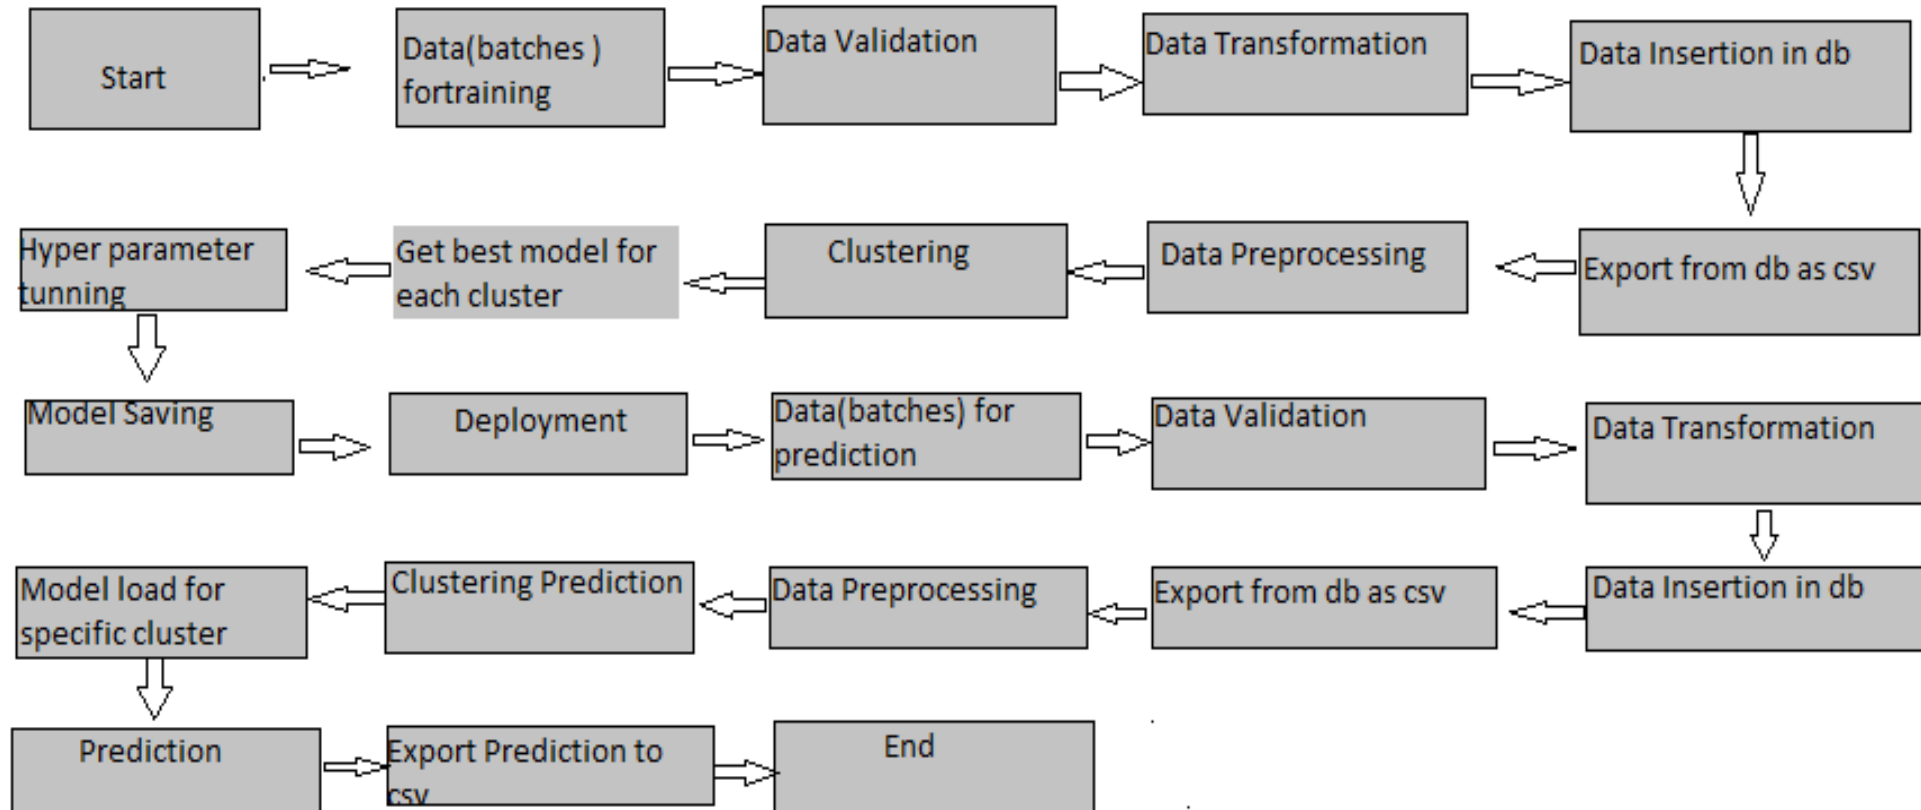 Start
Data(batches )
fortraining
Data Validation
Data Transformation
Data Insertion in db
Export from db as csv
Data Preprocessing
Clustering
Get best model for
each cluster
Hyper parameter
tunning
Model Saving
Deployment
Data(batches) for
prediction
Data Validation
Data Transformation
Data Insertion in db
Export from db as csv
Data Preprocessing
Clustering Prediction
Model load for
specific cluster
Prediction
Export Prediction to
csv
End